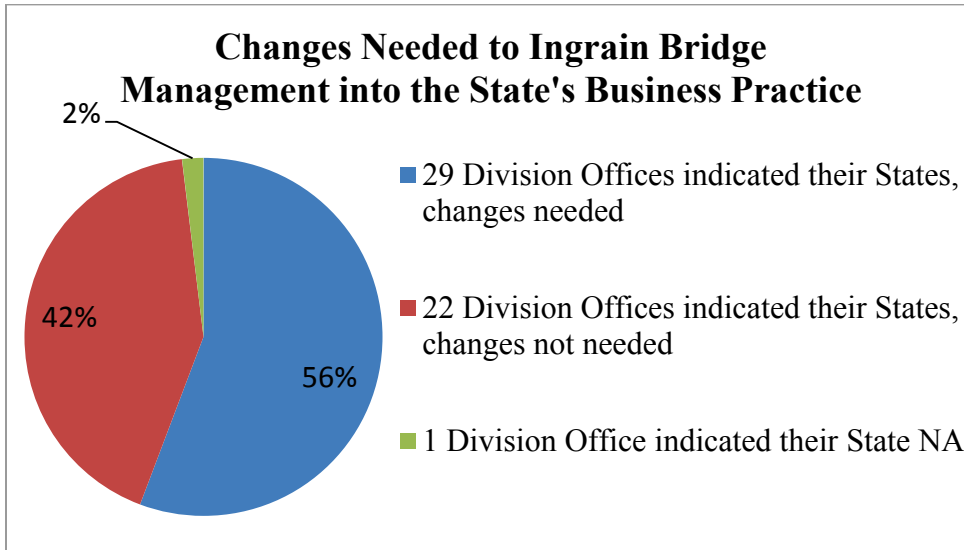 Changes Needed to Ingrain Bridge
Management into the State's Business Practice
2%
29 Division Offices indicated their States,
changes needed
42%
22 Division Offices indicated their States,
changes not needed
56%
1 Division Office indicated their State NA